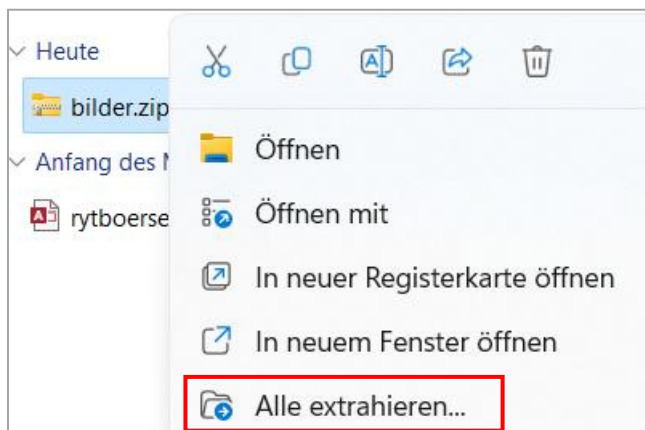 Heute
bilder.zip
Anfang des
rytboerse
Öffnen
Öffnen mit
In neuer Registerkarte öffnen
In neuem Fenster öffnen
Alle extrahieren...